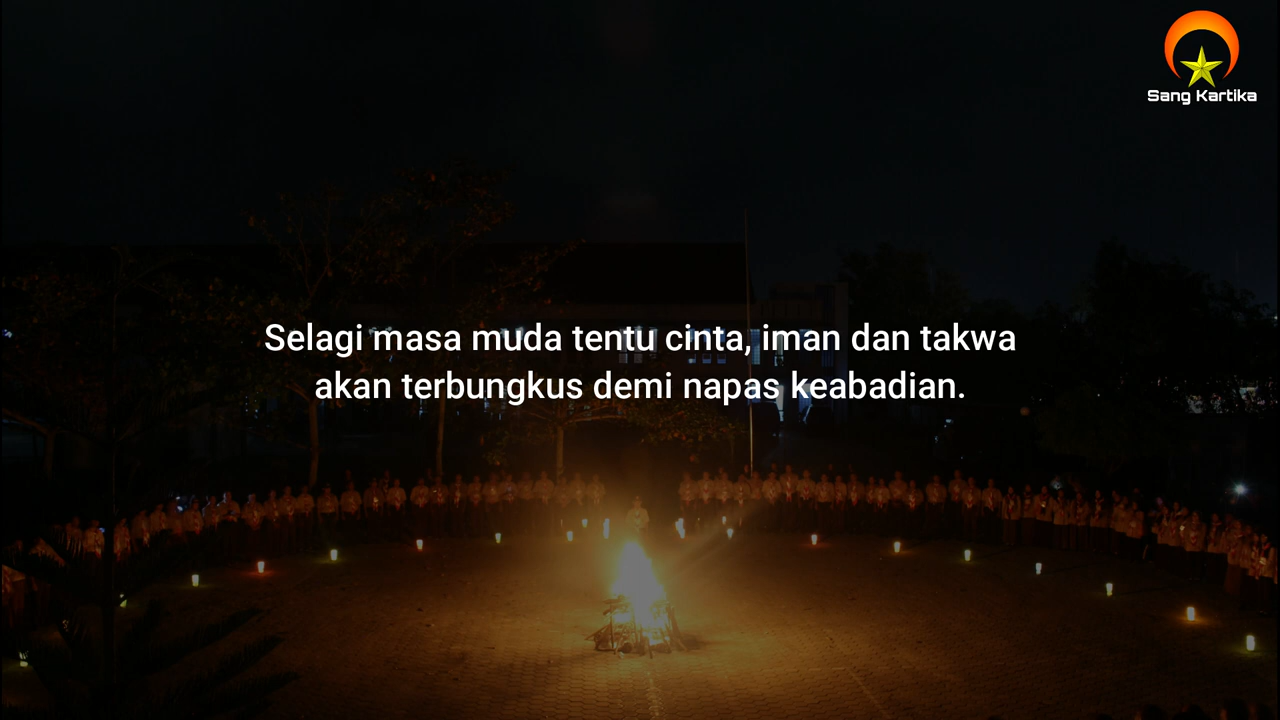 Sang Kartika
Selagi masa muda tentu cinta, iman dan takwa
akan terbungkus demi napas keabadian.